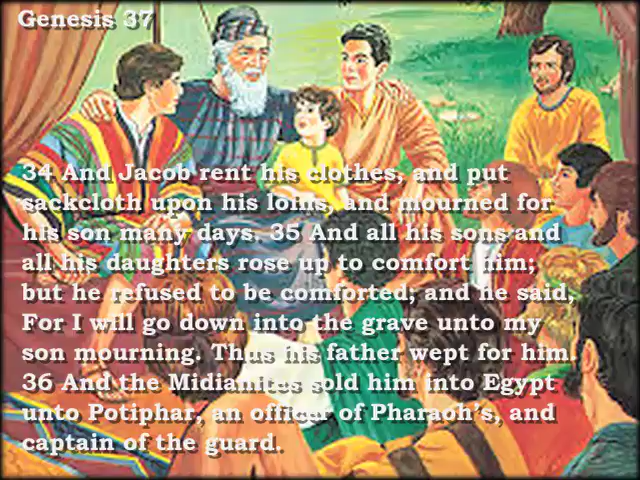 Genesis 37
34 And Jacob rent his clothes, and put
sackcloth upon his loins, and mourned for
his son many days. 35 And all his sons and
all his daughters rose up to comfort him;
but he refused to be comforted; and he said,
For I will go down into the grave unto my
son mourning. Thus his father wept for him.
36 And the Midianites sold him into Egypt
unto Potiphar, an officer of Pharaoh's, and
captain of the guard.